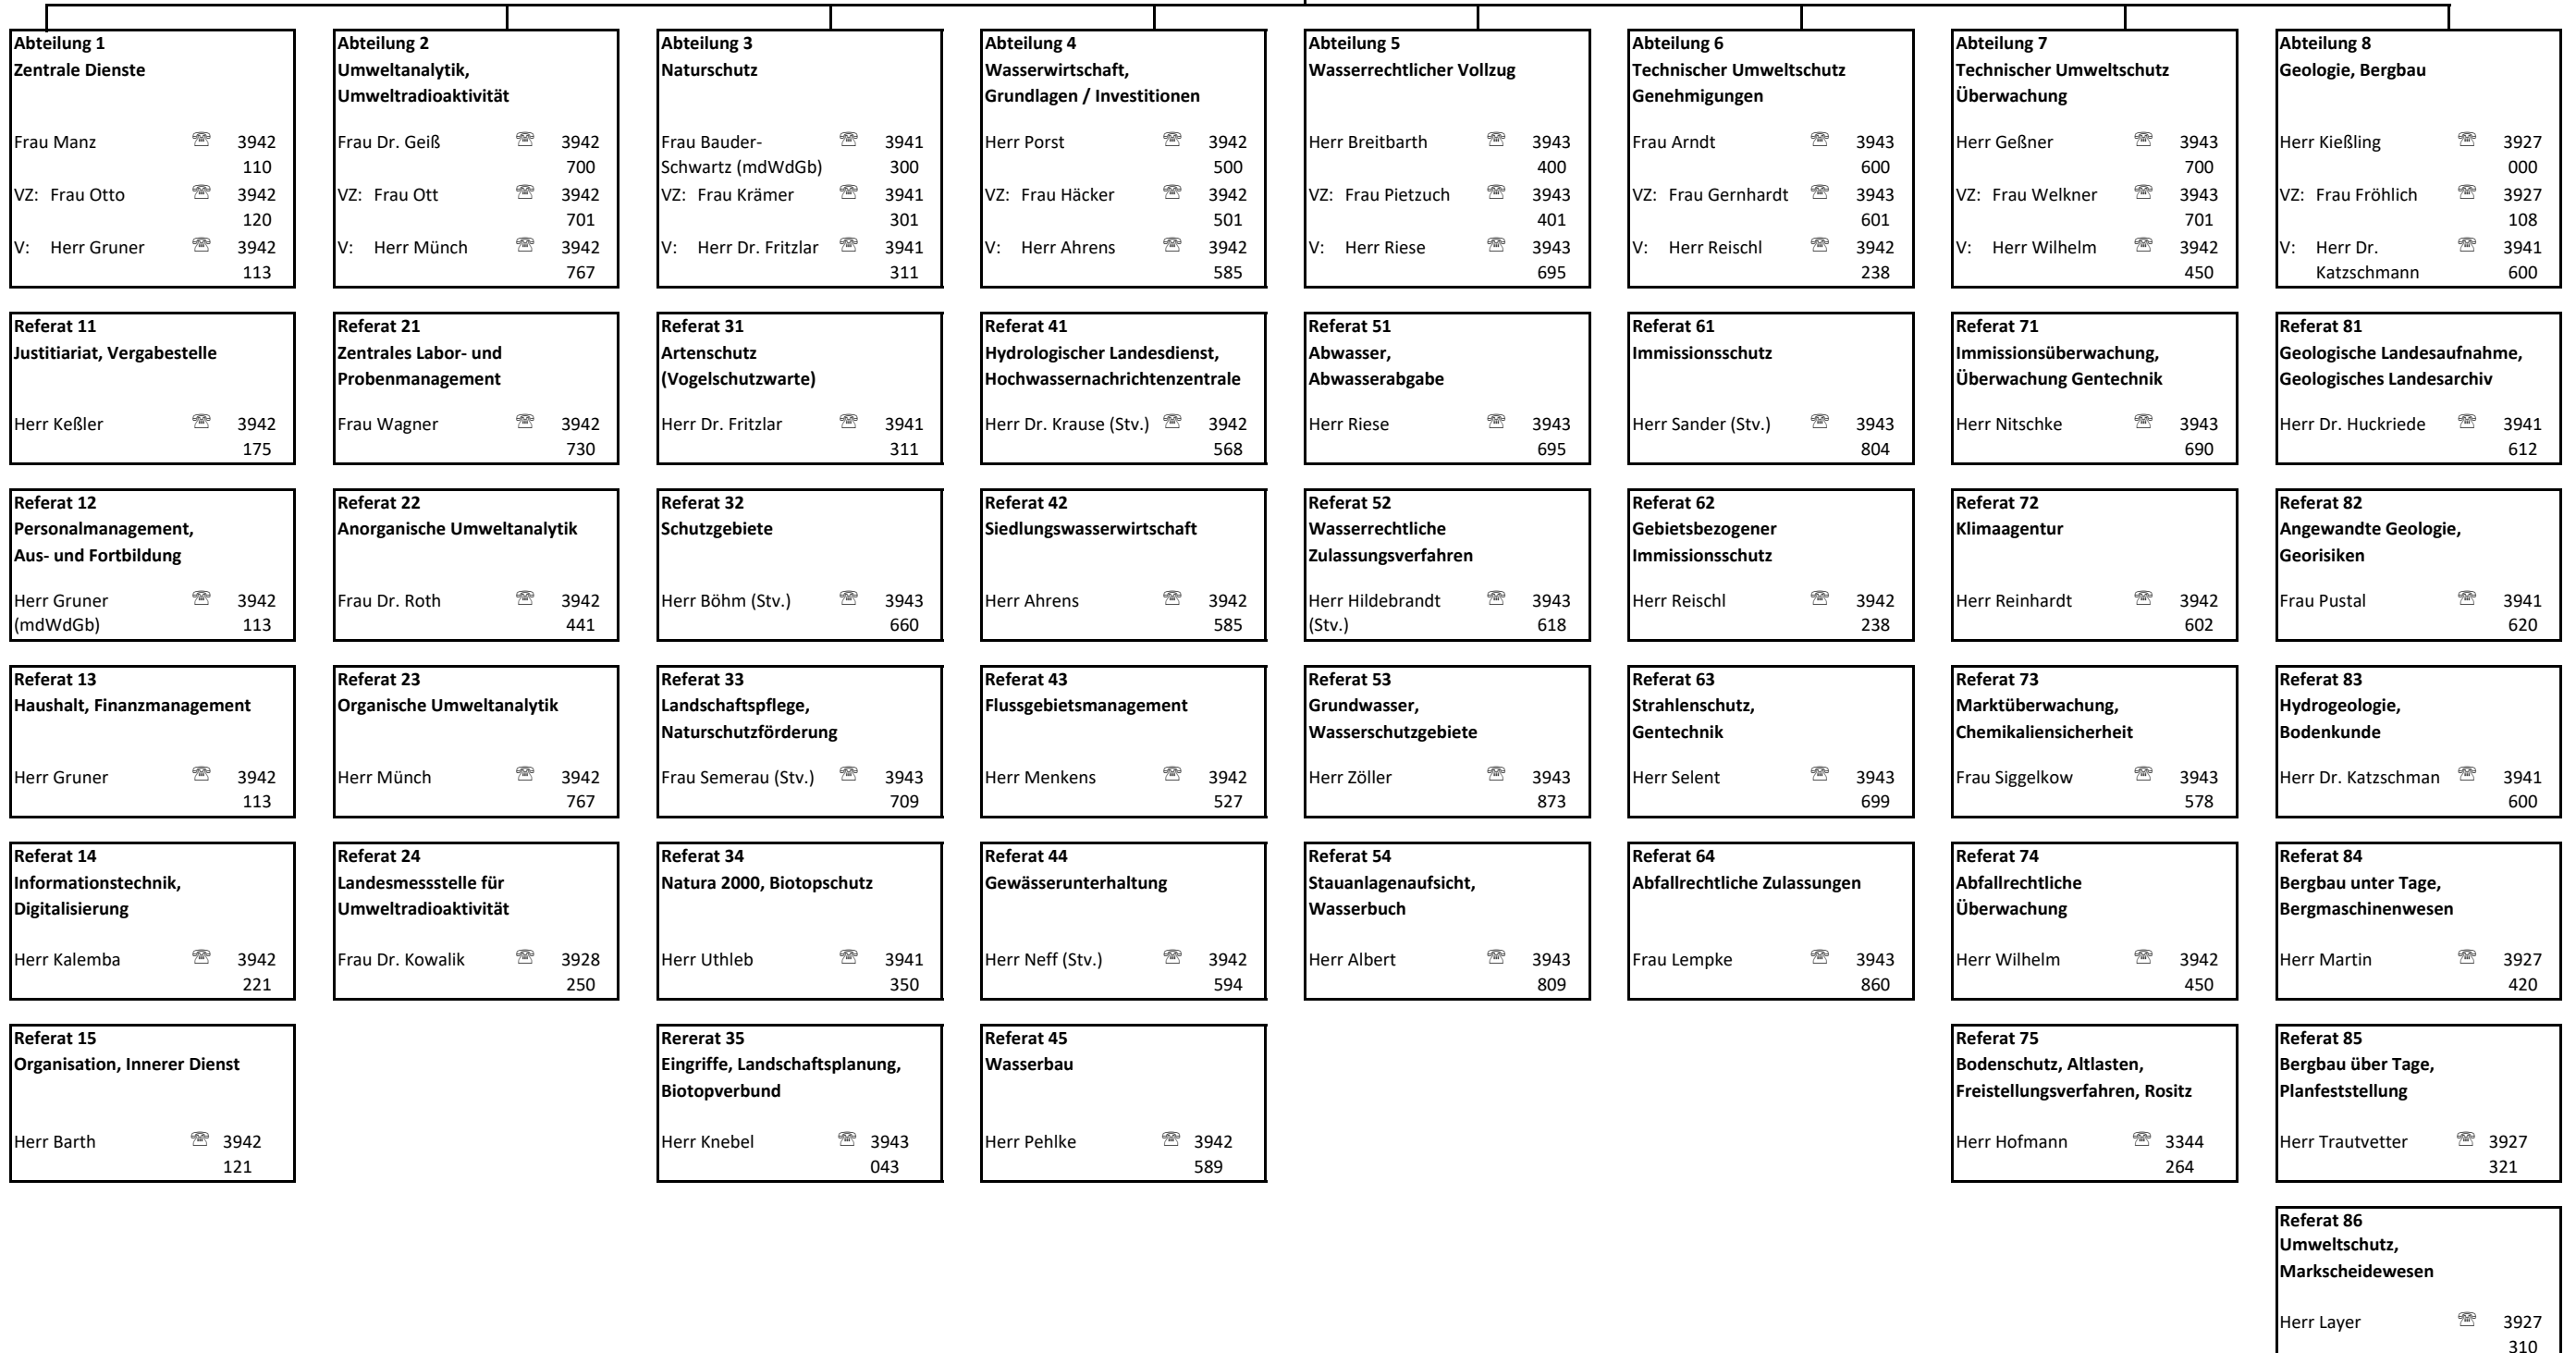 Abteilung 1
Zentrale Dienste
Frau Manz ☏ 3942
110
VZ: Frau Otto ☏ 3942
120
V: Herr Gruner ☏ 3942
113
Referat 11
Justitiariat, Vergabestelle
Herr Keßler ☏ 3942
175
Referat 12
Personalmanagement,
Aus- und Fortbildung
Herr Gruner ☏ 3942
(mdWdGb) 113
Referat 13
Haushalt, Finanzmanagement
Herr Gruner ☏ 3942
113
Referat 14
Informationstechnik,
Digitalisierung
Herr Kalemba ☏ 3942
221
Referat 15
Organisation, Innerer Dienst
Herr Barth ☏ 3942
121
Abteilung 2
Umweltanalytik,
Umweltradioaktivität
Frau Dr. Geiß ☏ 3942
700
VZ: Frau Ott ☏ 3942
701
V: Herr Münch ☏ 3942
767
Referat 21
Zentrales Labor- und
Probenmanagement
Frau Wagner ☏ 3942
730
Referat 22
Anorganische Umweltanalytik
Frau Dr. Roth ☏ 3942
441
Referat 23
Organische Umweltanalytik
Herr Münch ☏ 3942
767
Referat 24
Landesmessstelle für
Umweltradioaktivität
Frau Dr. Kowalik ☏ 3928
250
Abteilung 3
Naturschutz
Frau Bauder- ☏ 3941
Schwartz (mdWdGb) 300
VZ: Frau Krämer ☏ 3941
301
V: Herr Dr. Fritzlar ☏ 3941
311
Referat 31
Artenschutz
(Vogelschutzwarte)
Herr Dr. Fritzlar ☏ 3941
311
Referat 32
Schutzgebiete
Herr Böhm (Stv.) ☏ 3943
660
Referat 33
Landschaftspflege,
Naturschutzförderung
Frau Semerau (Stv.) ☏ 3943
709
Referat 34
Natura 2000, Biotopschutz
Herr Uthleb ☏ 3941
350
Rererat 35
Eingriffe, Landschaftsplanung,
Biotopverbund
Herr Knebel ☏ 3943
043
Abteilung 4
Wasserwirtschaft,
Grundlagen / Investitionen
Herr Porst ☏ 3942
500
VZ: Frau Häcker ☏ 3942
501
V: Herr Ahrens ☏ 3942
585
Referat 41
Hydrologischer Landesdienst,
Hochwassernachrichtenzentrale
Herr Dr. Krause (Stv.) ☏ 3942
568
Referat 42
Siedlungswasserwirtschaft
Herr Ahrens ☏ 3942
585
Referat 43
Flussgebietsmanagement
Herr Menkens ☏ 3942
527
Referat 44
Gewässerunterhaltung
Herr Neff (Stv.) ☏ 3942
594
Referat 45
Wasserbau
Herr Pehlke ☏ 3942
589
Abteilung 5
Wasserrechtlicher Vollzug
Herr Breitbarth ☏ 3943
400
VZ: Frau Pietzuch ☏ 3943
401
V: Herr Riese ☏ 3943
695
Referat 51
Abwasser,
Abwasserabgabe
Herr Riese ☏ 3943
695
Referat 52
Wasserrechtliche
Zulassungsverfahren
Herr Hildebrandt ☏ 3943
(Stv.) 618
Referat 53
Grundwasser,
Wasserschutzgebiete
Herr Zöller ☏ 3943
873
Referat 54
Stauanlagenaufsicht,
Wasserbuch
Herr Albert ☏ 3943
809
Abteilung 6
Technischer Umweltschutz
Genehmigungen
Frau Arndt ☏ 3943
600
VZ: Frau Gernhardt ☏ 3943
601
V: Herr Reischl ☏ 3942
238
Referat 61
Immissionsschutz
Herr Sander (Stv.) ☏ 3943
804
Referat 62
Gebietsbezogener
Immissionsschutz
Herr Reischl ☏ 3942
238
Referat 63
Strahlenschutz,
Gentechnik
Herr Selent ☏ 3943
699
Referat 64
Abfallrechtliche Zulassungen
Frau Lempke ☏ 3943
860
Abteilung 7
Technischer Umweltschutz
Überwachung
Herr Geßner ☏ 3943
700
VZ: Frau Welkner ☏ 3943
701
V: Herr Wilhelm ☏ 3942
450
Referat 71
Immissionsüberwachung,
Überwachung Gentechnik
Herr Nitschke ☏ 3943
690
Referat 72
Klimaagentur
Herr Reinhardt ☏ 3942
602
Referat 73
Marktüberwachung,
Chemikaliensicherheit
Frau Siggelkow ☏ 3943
578
Referat 74
Abfallrechtliche
Überwachung
Herr Wilhelm ☏ 3942
450
Referat 75
Bodenschutz, Altlasten,
Freistellungsverfahren, Rositz
Herr Hofmann ☏ 3344
264
Abteilung 8
Geologie, Bergbau
Herr Kießling ☏ 3927
000
VZ: Frau Fröhlich ☏ 3927
108
V: Herr Dr. ☏ 3941
Katzschmann 600
Referat 81
Geologische Landesaufnahme,
Geologisches Landesarchiv
Herr Dr. Huckriede ☏ 3941
612
Referat 82
Angewandte Geologie,
Georisiken
Frau Pustal ☏ 3941
620
Referat 83
Hydrogeologie,
Bodenkunde
Herr Dr. Katzschman ☏ 3941
600
Referat 84
Bergbau unter Tage,
Bergmaschinenwesen
Herr Martin ☏ 3927
420
Referat 85
Bergbau über Tage,
Planfeststellung
Herr Trautvetter ☏ 3927
321
Referat 86
Umweltschutz,
Markscheidewesen
Herr Layer ☏ 3927
310